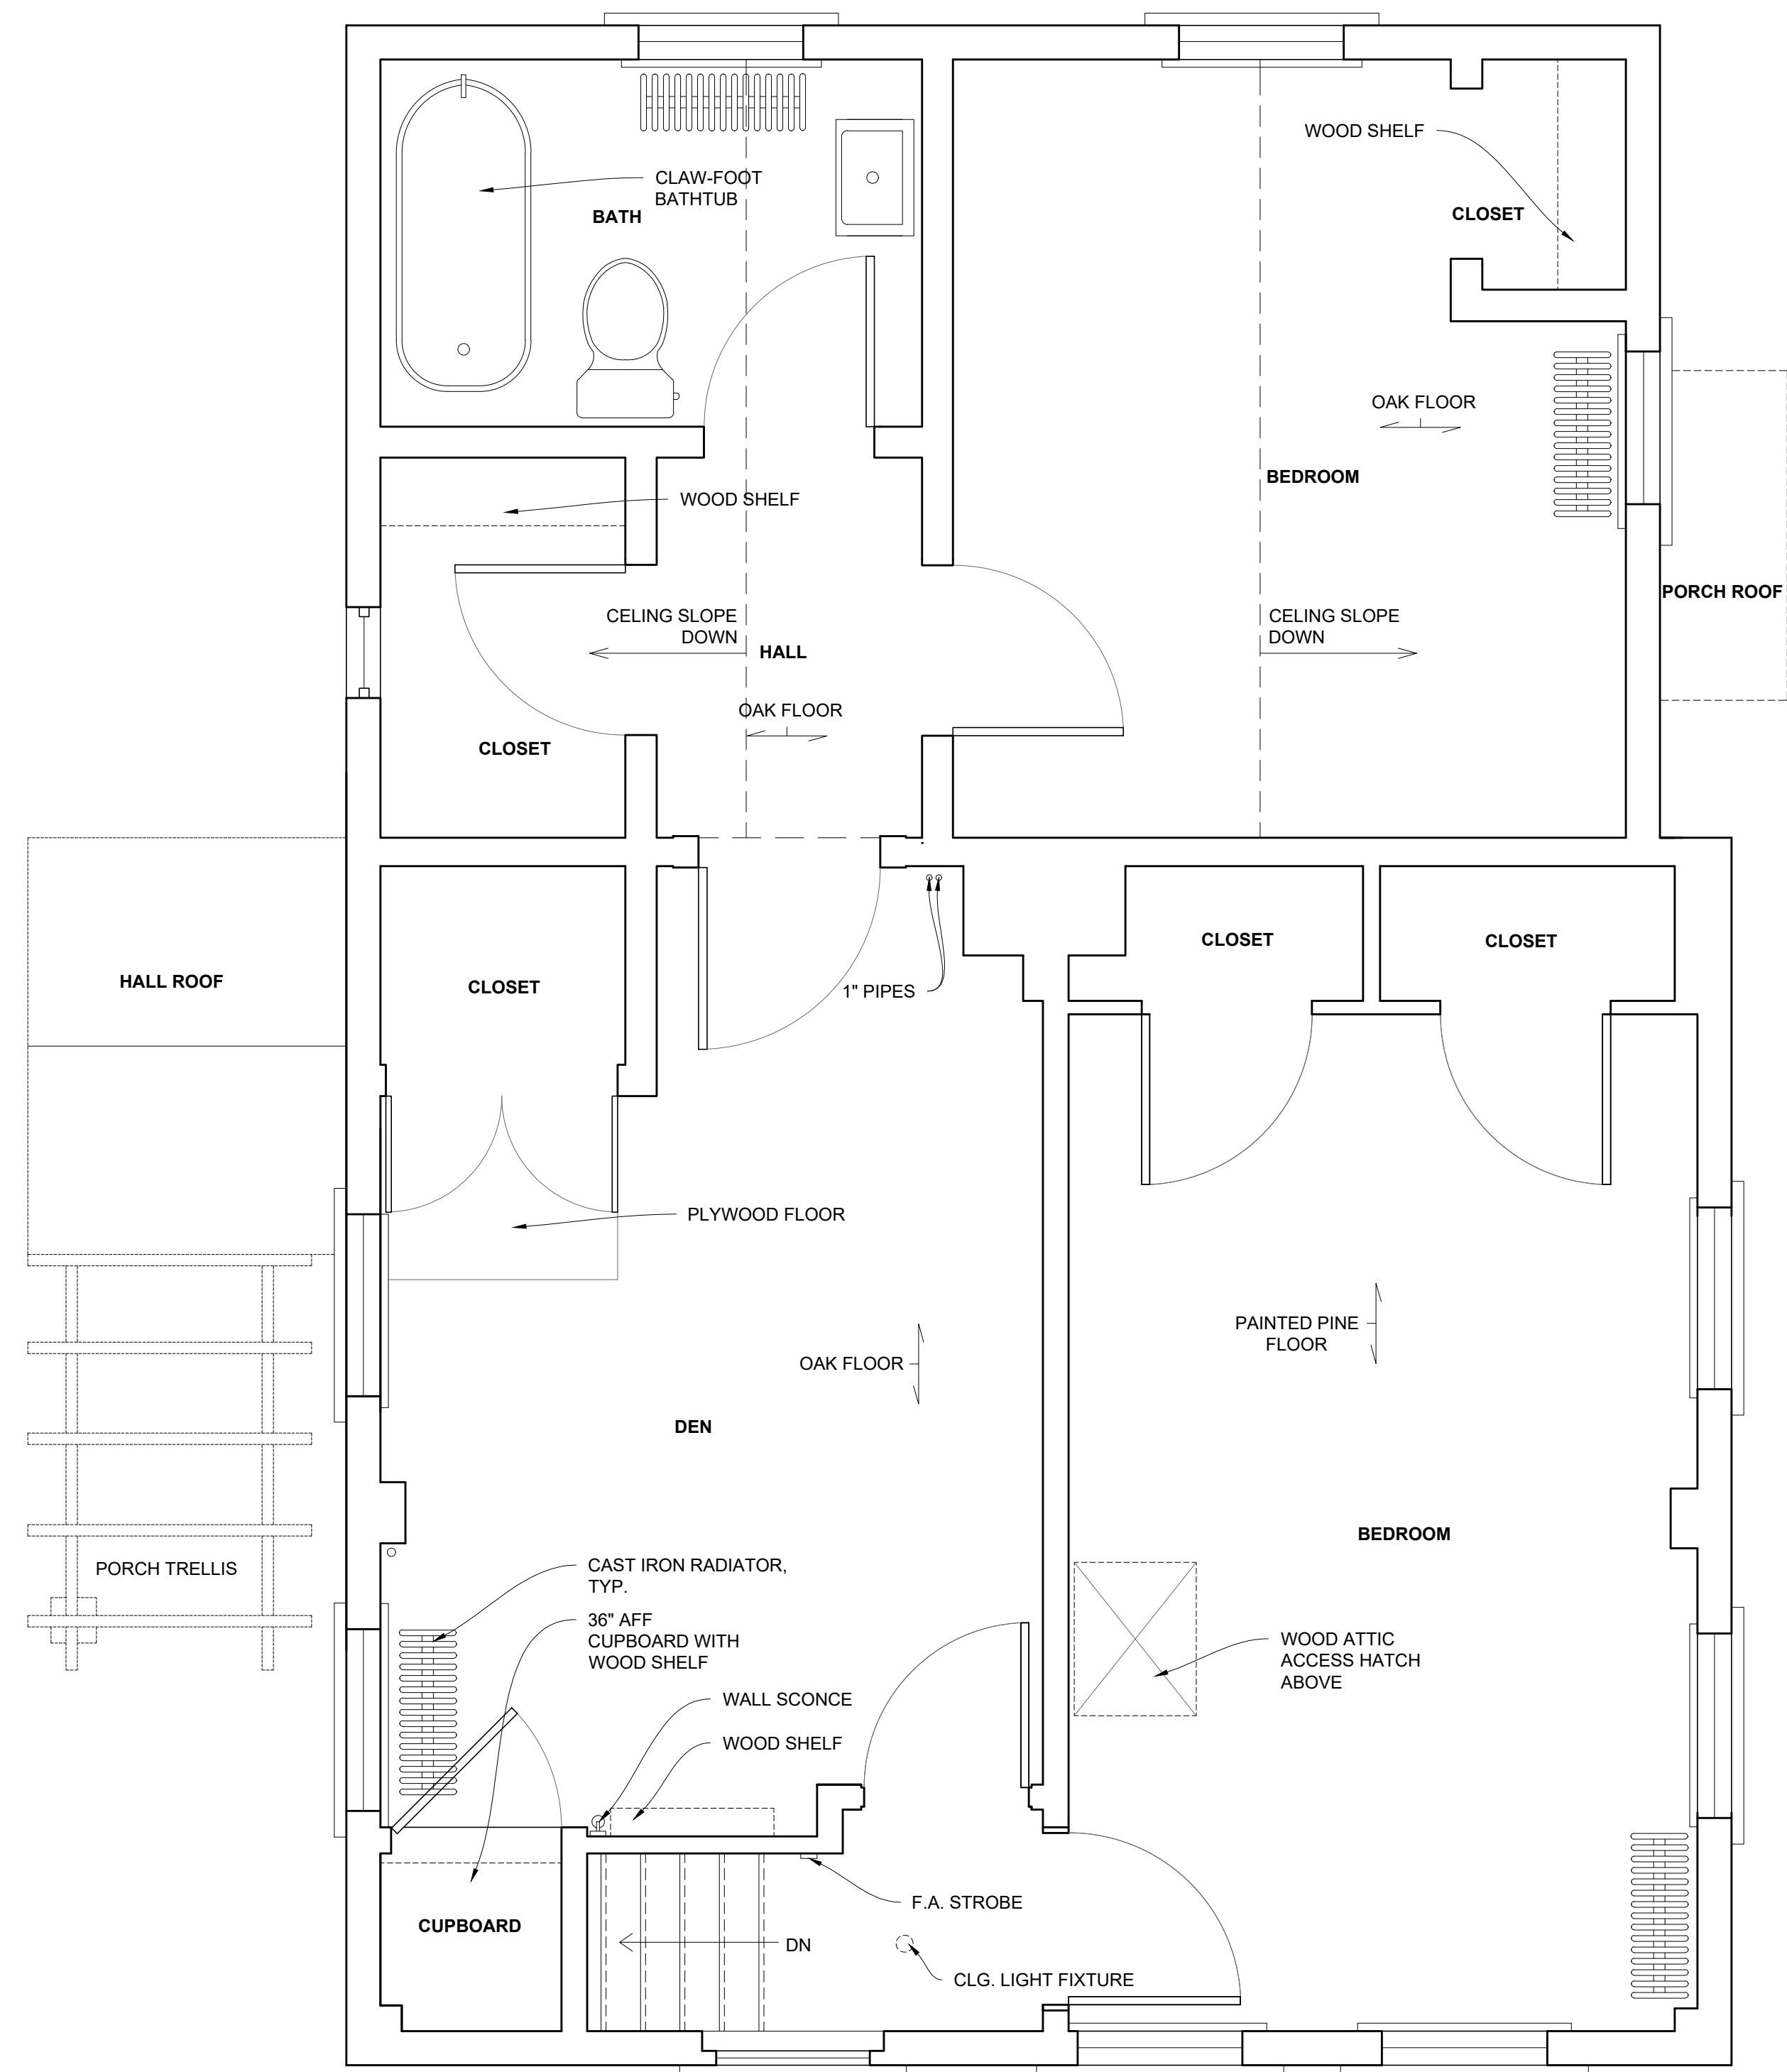 WOOD SHELF
CLAW-FOOT
BATHTUB
BATH
CLOSET
OAK FLOOR
BEDROOM
WOOD SHELF
PORCH ROOF
CELING SLOPE
DOWN
HALL
CELING SLOPE
DOWN
OAK FLOOR
CLOSET
CLOSET
CLOSET
HALL ROOF
CLOSET
1" PIPES
PLYWOOD FLOOR
PAINTED PINE
FLOOR
OAK FLOOR
DEN
BEDROOM
PORCH TRELLIS
CAST IRON RADIATOR,
TYP.
36" AFF
CUPBOARD WITH
WOOD SHELF
WOOD ATTIC
ACCESS HATCH
ABOVE
WALL SCONCE
WOOD SHELF
F.A. STROBE
CUPBOARD
DN
CLG. LIGHT FIXTURE